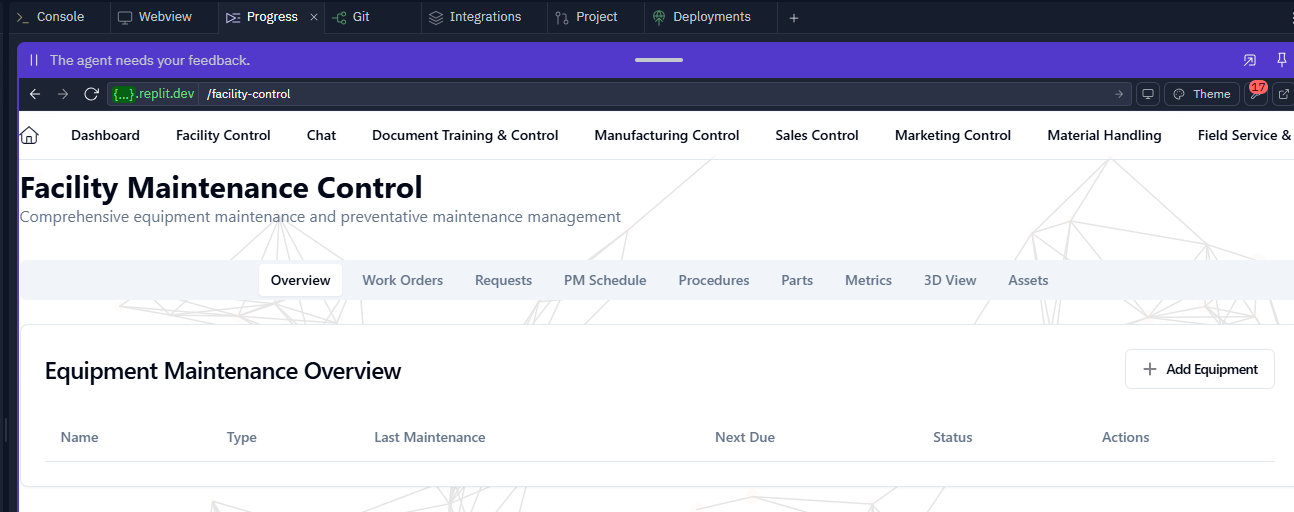 Console Webview Progress × Git Integrations Project Deployments +
The agent needs your feedback.
{...}.replit.dev /facility-control Theme 17
Dashboard Facility Control Chat Document Training & Control Manufacturing Control Sales Control Marketing Control Material Handling Field Service &
Facility Maintenance Control
Comprehensive equipment maintenance and preventative maintenance management
Overview Work Orders Requests PM Schedule Procedures Parts Metrics 3D View Assets
Equipment Maintenance Overview + Add Equipment
Name Type Last Maintenance Next Due Status Actions